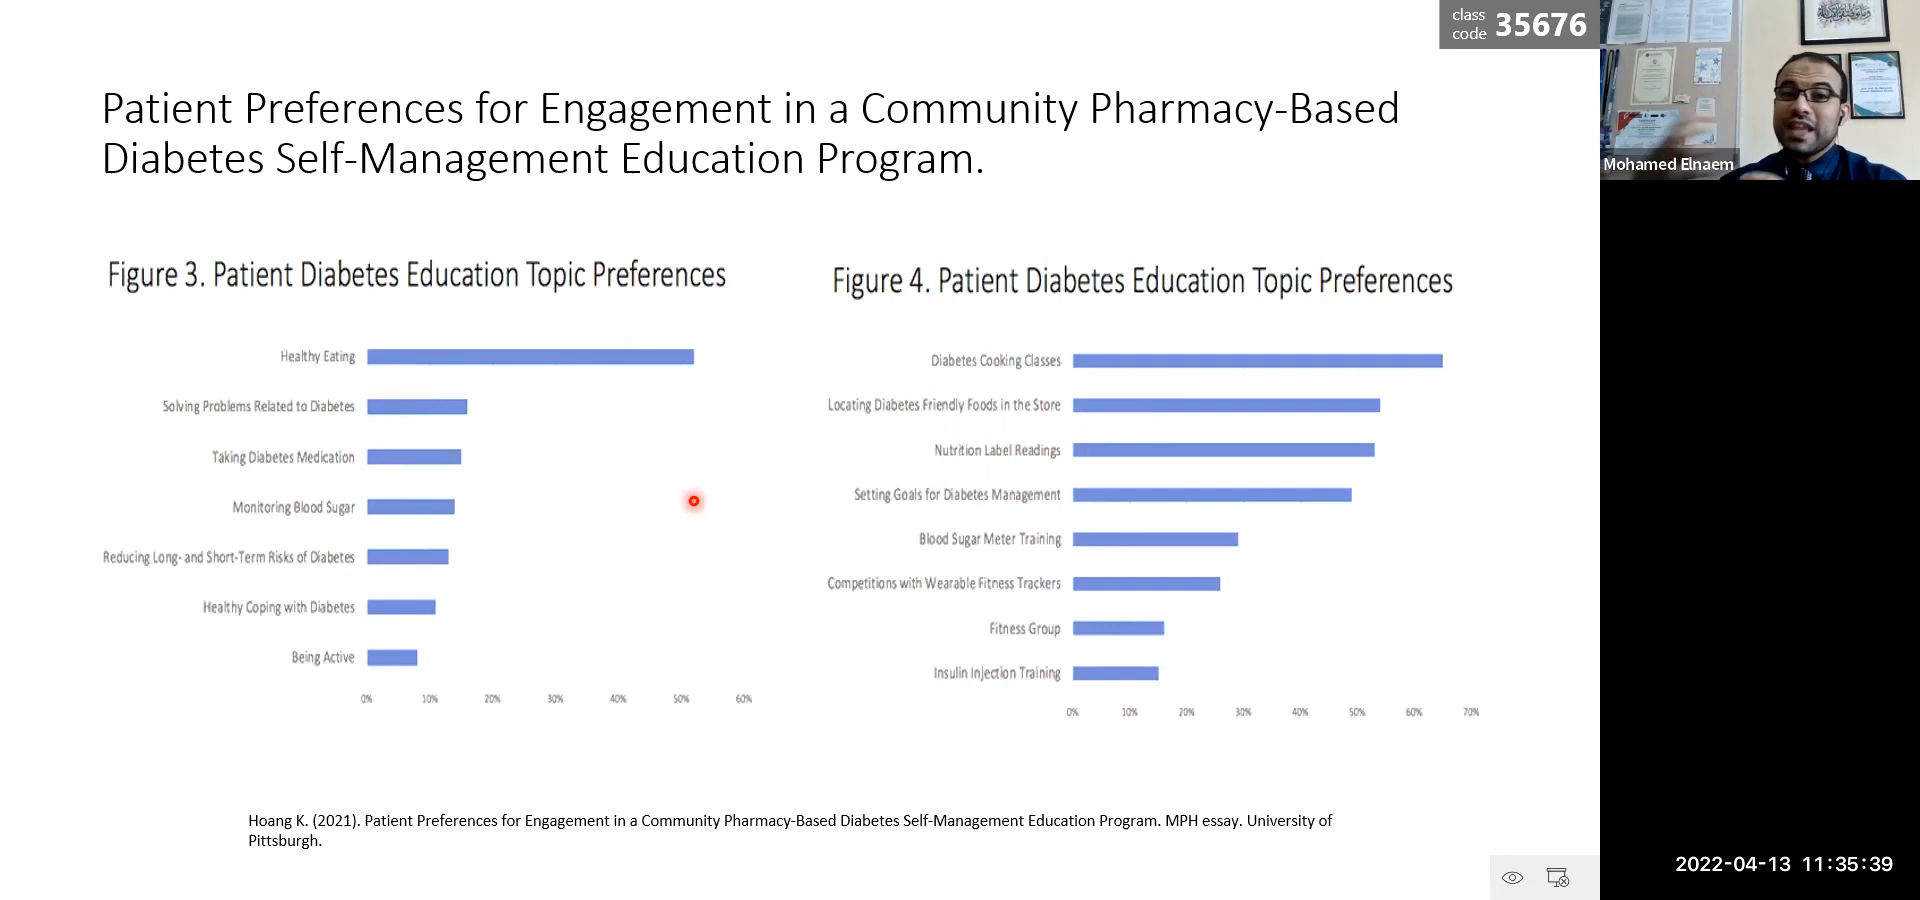 class
code 35676
Patient Preferences for Engagement in a Community Pharmacy-Based
Diabetes Self-Management Education Program.
Mohamed Elnaem
Figure 3. Patient Diabetes Education Topic Preferences
Healthy Eating
Solving Problems Related to Diabetes
Taking Diabetes Medication
Monitoring Blood Sugar
Reducing Long- and Short-Term Risks of Diabetes
Healthy Coping with Diabetes
Being Active
0% 10% 20% 30% 40% 50% 60%
Figure 4. Patient Diabetes Education Topic Preferences
Diabetes Cooking Classes
Locating Diabetes Friendly Foods in the Store
Nutrition Label Readings
Setting Goals for Diabetes Management
Blood Sugar Meter Training
Competitions with Wearable Fitness Trackers
Fitness Group
Insulin Injection Training
0% 10% 20% 30% 40% 50% 60% 70%
Hoang K. (2021). Patient Preferences for Engagement in a Community Pharmacy-Based Diabetes Self-Management Education Program. MPH essay. University of
Pittsburgh.
2022-04-13 11:35:39